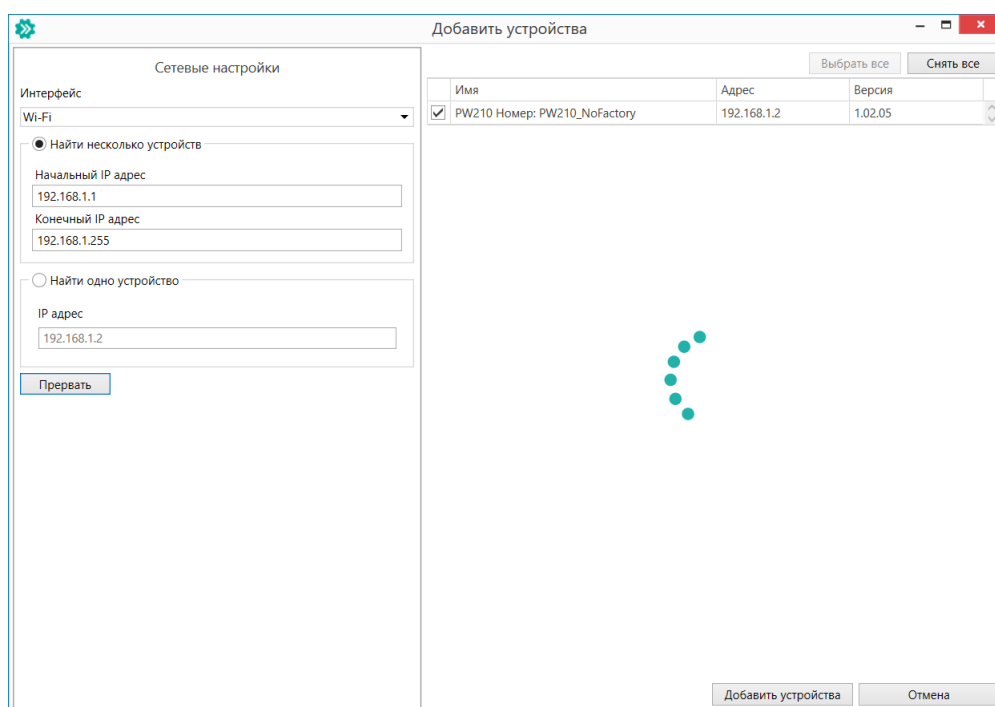 Добавить устройства
Сетевые настройки
Интерфейс
Wi-Fi
Найти несколько устройств
Начальный IP адрес
192.168.1.1
Конечный IP адрес
192.168.1.255
Найти одно устройство
IP адрес
192.168.1.2
Прервать
Выбрать все Снять все
Имя Адрес Версия
PW210 Номер: PW210_NoFactory 192.168.1.2 1.02.05
Добавить устройства Отмена